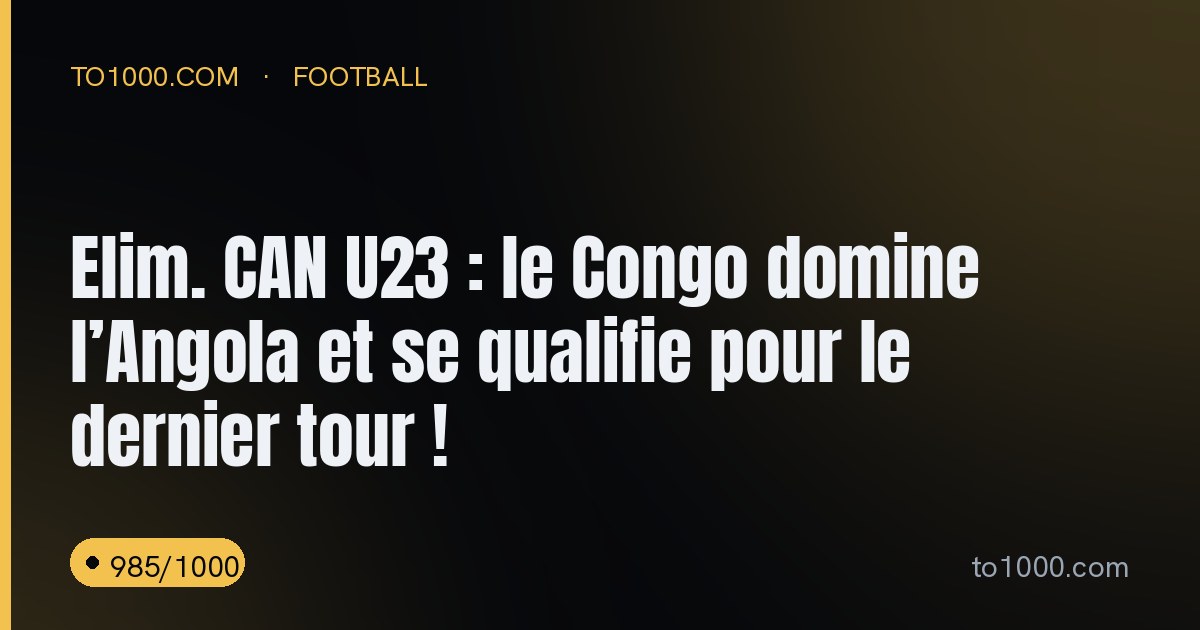 TO1000.COM · FOOTBALL
Elim. CAN U23 : le Congo domine
l’Angola et se qualifie pour le
dernier tour !
985/1000
to1000.com